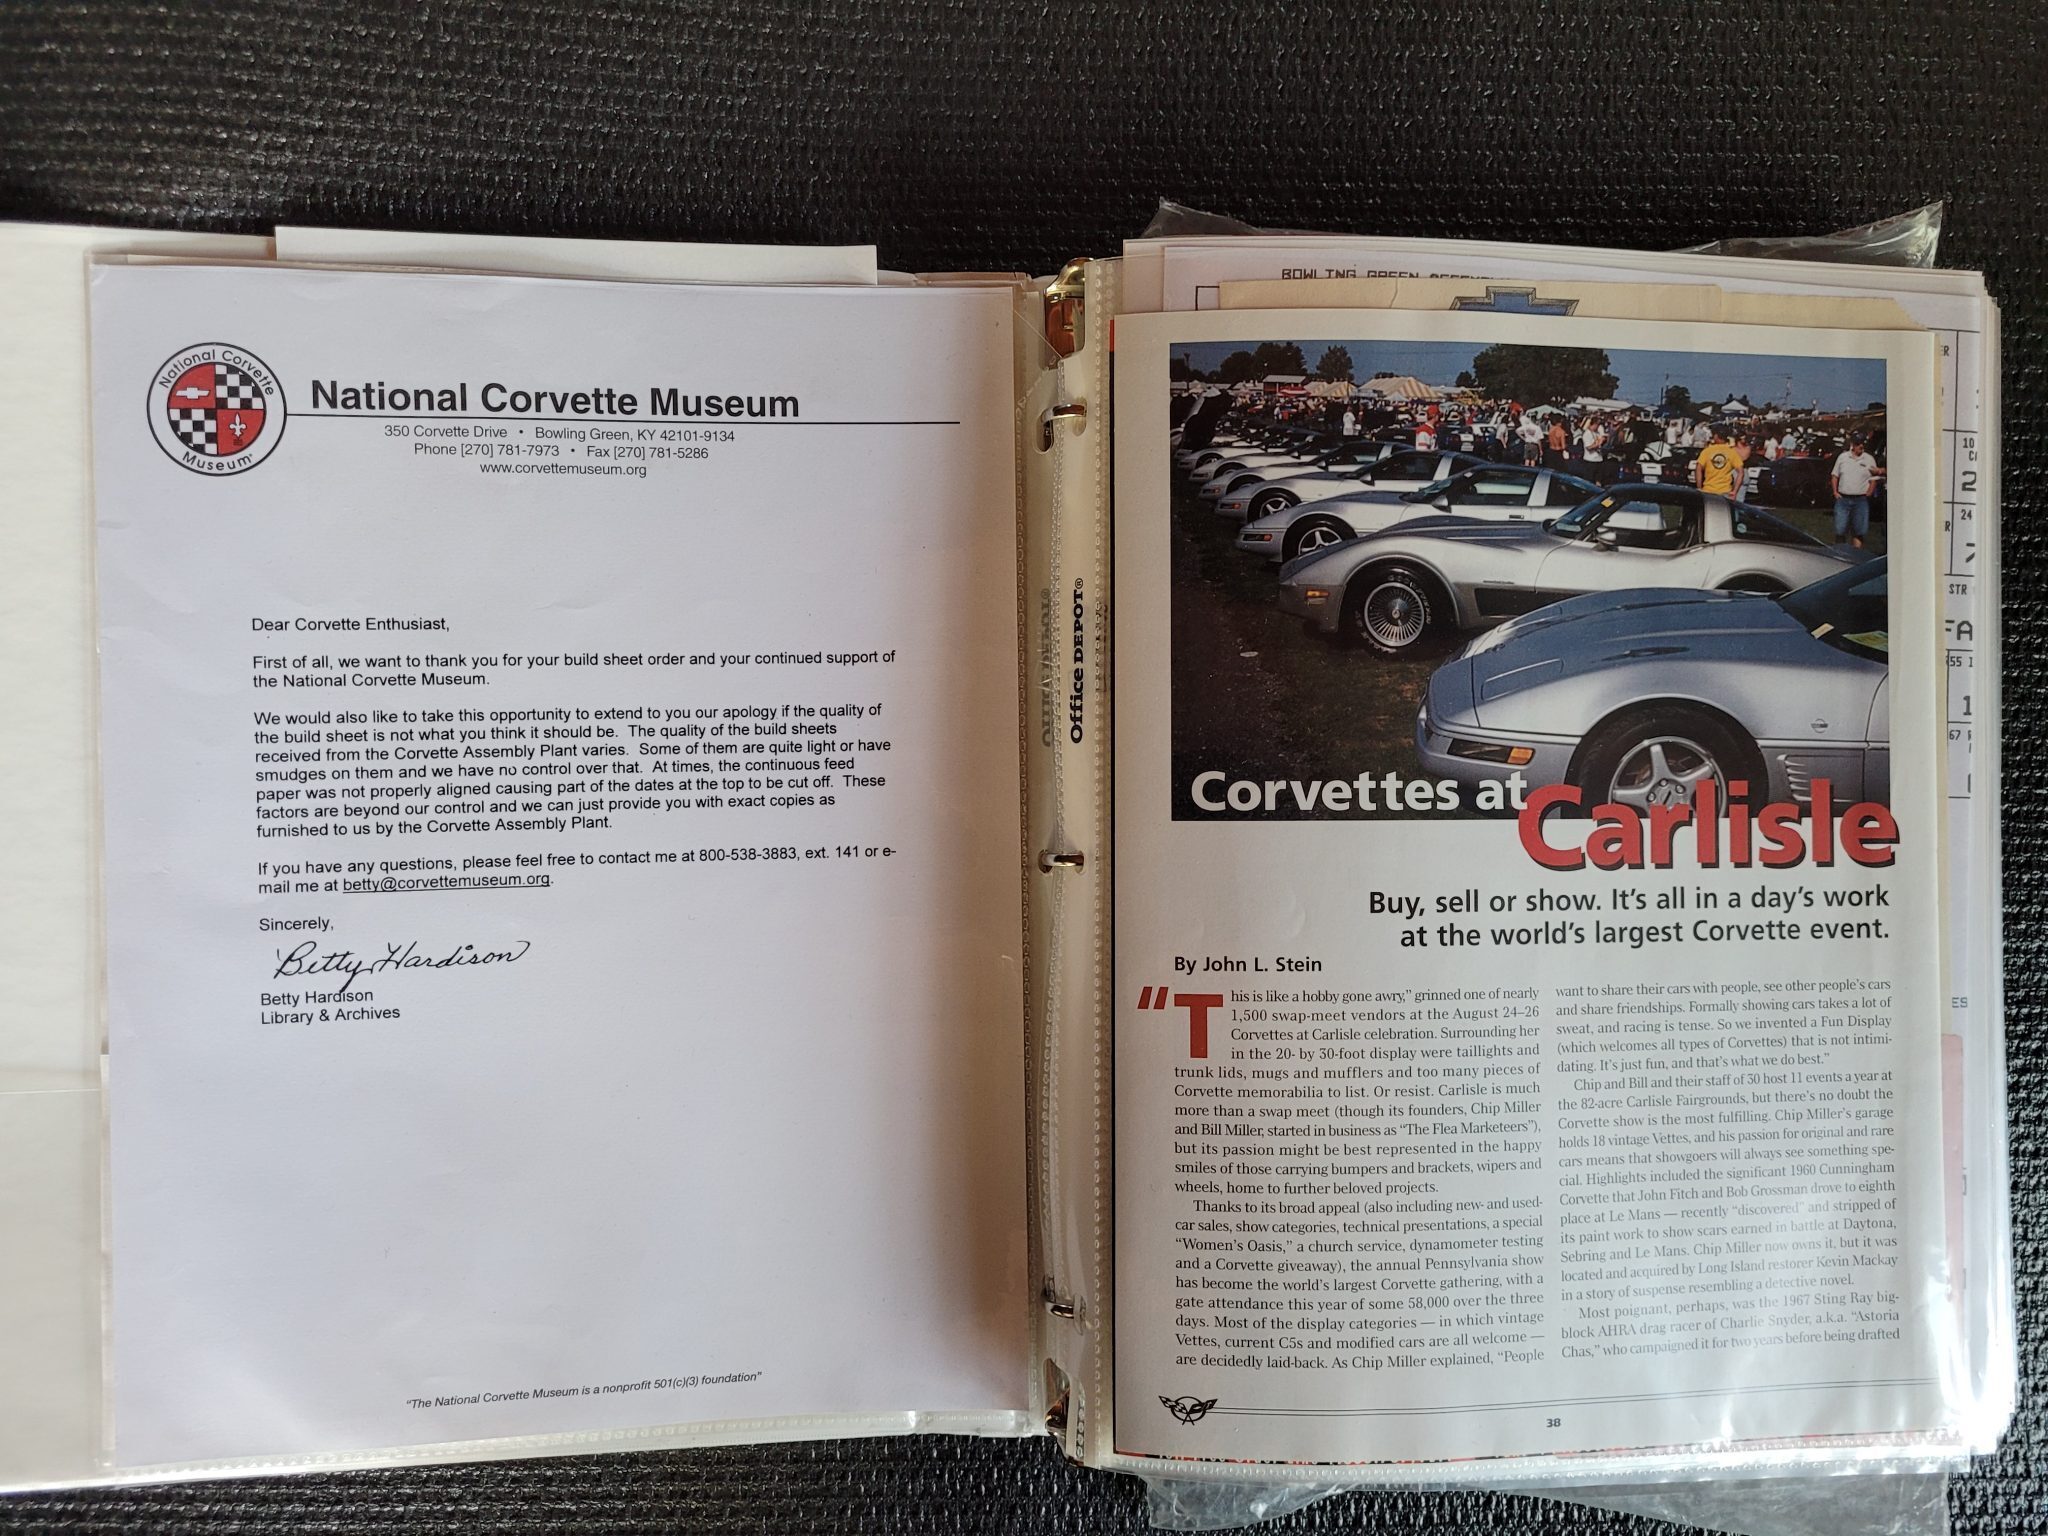 National Corvette
Museum
National Corvette Museum
350 Corvette Drive • Bowling Green, KY 42101-9134
Phone [270] 781-7973 • Fax [270] 781-5286
www.corvettemuseum.org
Dear Corvette Enthusiast,
First of all, we want to thank you for your build sheet order and your continued support of
the National Corvette Museum.
We would also like to take this opportunity to extend to you our apology if the quality of
the build sheet is not what you think it should be. The quality of the build sheets
received from the Corvette Assembly Plant varies. Some of them are quite light or have
smudges on them and we have no control over that. At times, the continuous feed
paper was not properly aligned causing part of the dates at the top to be cut off. These
factors are beyond our control and we can just provide you with exact copies as
furnished to us by the Corvette Assembly Plant.
If you have any questions, please feel free to contact me at 800-538-3883, ext. 141 or e-
mail me at betty@corvettemuseum.org.
Sincerely,
Betty Hardison
Betty Hardison
Library & Archives
"The National Corvette Museum is a nonprofit 501(c)(3) foundation"
Office DEPOT®
BOWLING GREEN
Corvettes at
Carlisle
Buy, sell or show. It's all in a day's work
at the world's largest Corvette event.
By John L. Stein
"This is like a hobby gone awry," grinned one of nearly
1,500 swap-meet vendors at the August 24–26
Corvettes at Carlisle celebration. Surrounding her
in the 20- by 30-foot display were taillights and
trunk lids, mugs and mufflers and too many pieces of
Corvette memorabilia to list. Or resist. Carlisle is much
more than a swap meet (though its founders, Chip Miller
and Bill Miller, started in business as "The Flea Marketeers"),
but its passion might be best represented in the happy
smiles of those carrying bumpers and brackets, wipers and
wheels, home to further beloved projects.
Thanks to its broad appeal (also including new- and used-
car sales, show categories, technical presentations, a special
"Women's Oasis," a church service, dynamometer testing
and a Corvette giveaway), the annual Pennsylvania show
has become the world's largest Corvette gathering, with a
gate attendance this year of some 58,000 over the three
days. Most of the display categories — in which vintage
Vettes, current C5s and modified cars are all welcome —
are decidedly laid-back. As Chip Miller explained, "People
want to share their cars with people, see other people's cars
and share friendships. Formally showing cars takes a lot of
sweat, and racing is tense. So we invented a Fun Display
(which welcomes all types of Corvettes) that is not intimi-
dating. It's just fun, and that's what we do best."
Chip and Bill and their staff of 30 host 11 events a year at
the 82-acre Carlisle Fairgrounds, but there's no doubt the
Corvette show is the most fulfilling. Chip Miller's garage
holds 18 vintage Vettes, and his passion for original and rare
cars means that showgoers will always see something spe-
cial. Highlights included the significant 1960 Cunningham
Corvette that John Fitch and Bob Grossman drove to eighth
place at Le Mans — recently "discovered" and stripped of
its paint work to show scars earned in battle at Daytona,
Sebring and Le Mans. Chip Miller now owns it, but it was
located and acquired by Long Island restorer Kevin Mackay
in a story of suspense resembling a detective novel.
Most poignant, perhaps, was the 1967 Sting Ray big-
block AHRA drag racer of Charlie Snyder, a.k.a. "Astoria
Chas," who campaigned it for two years before being drafted
38
10
24
STR
FA
55 1
67
ES